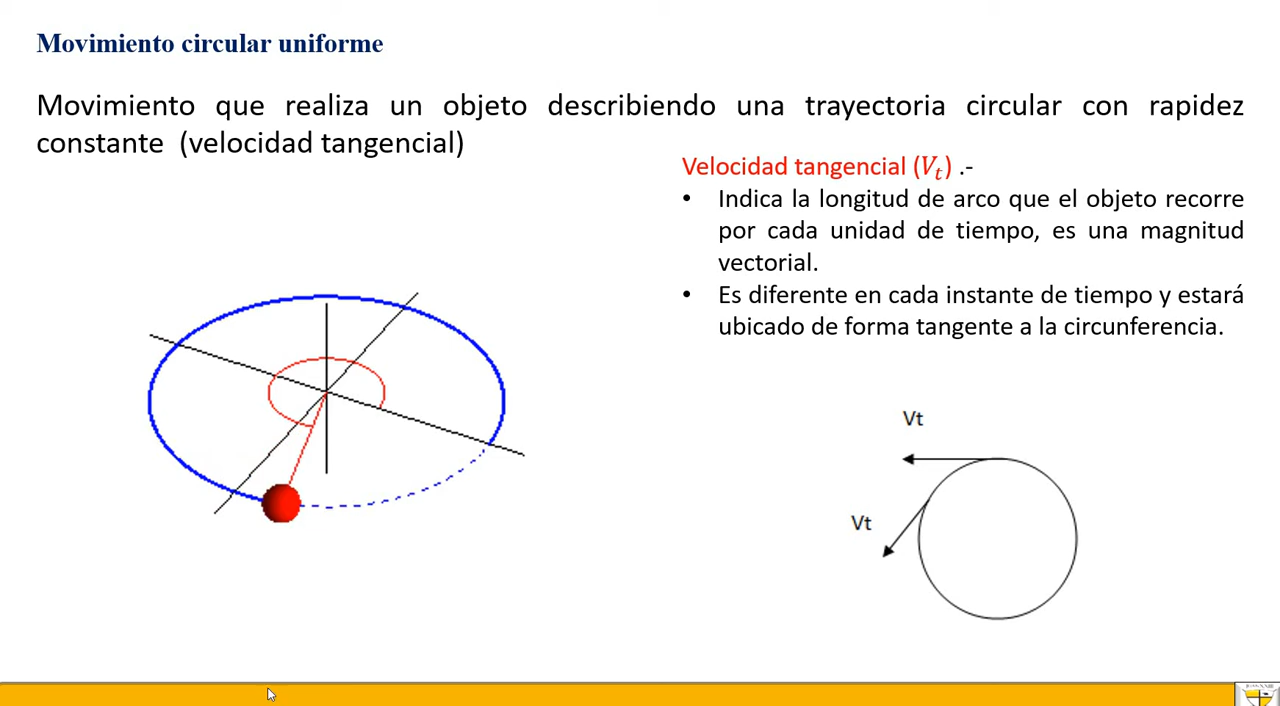 Movimiento circular uniforme
Movimiento que realiza un objeto describiendo una trayectoria circular con rapidez
constante (velocidad tangencial)
Velocidad tangencial (Vt) .-
• Indica la longitud de arco que el objeto recorre
por cada unidad de tiempo, es una magnitud
vectorial.
• Es diferente en cada instante de tiempo y estará
ubicado de forma tangente a la circunferencia.
Vt
Vt